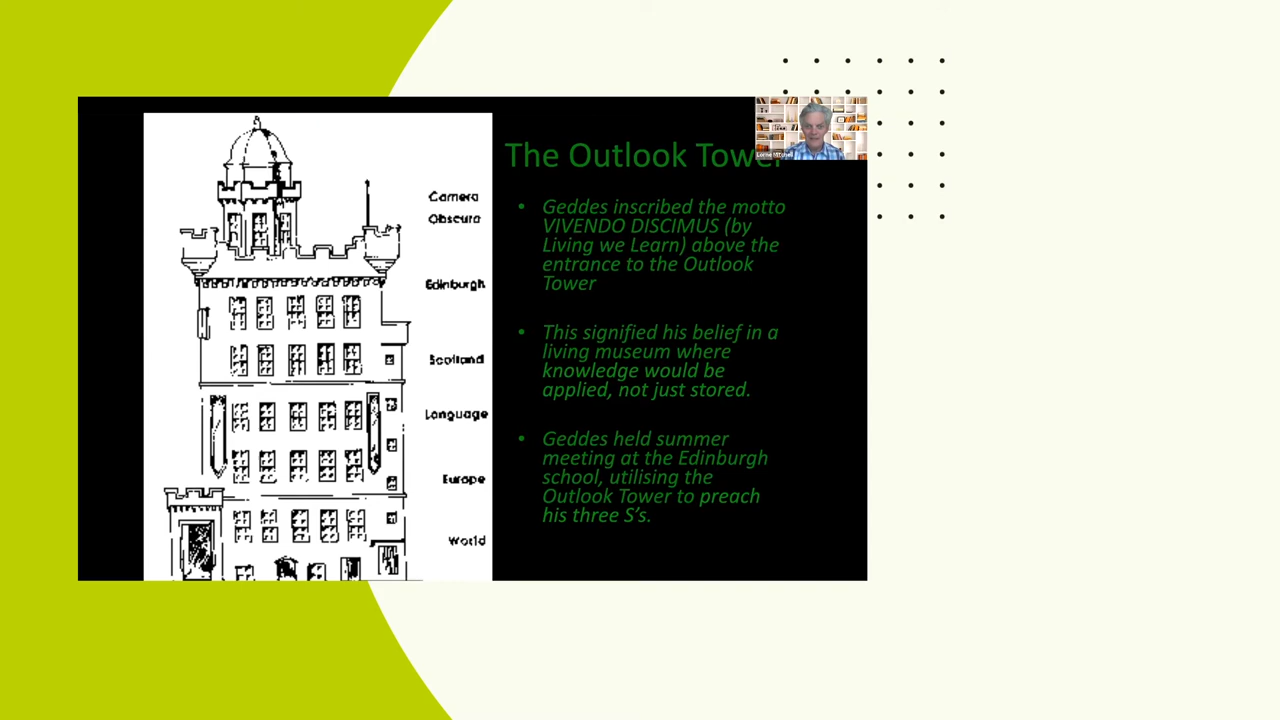 The Outlook Tower
Lorne Mitchell
• Geddes inscribed the motto
VIVENDO DISCIMUS (by
Living we Learn) above the
entrance to the Outlook
Tower
• This signified his belief in a
living museum where
knowledge would be
applied, not just stored.
• Geddes held summer
meeting at the Edinburgh
school, utilising the
Outlook Tower to preach
his three S’s.
Camera
Obscura
Edinburgh
Scotland
Language
Europe
World